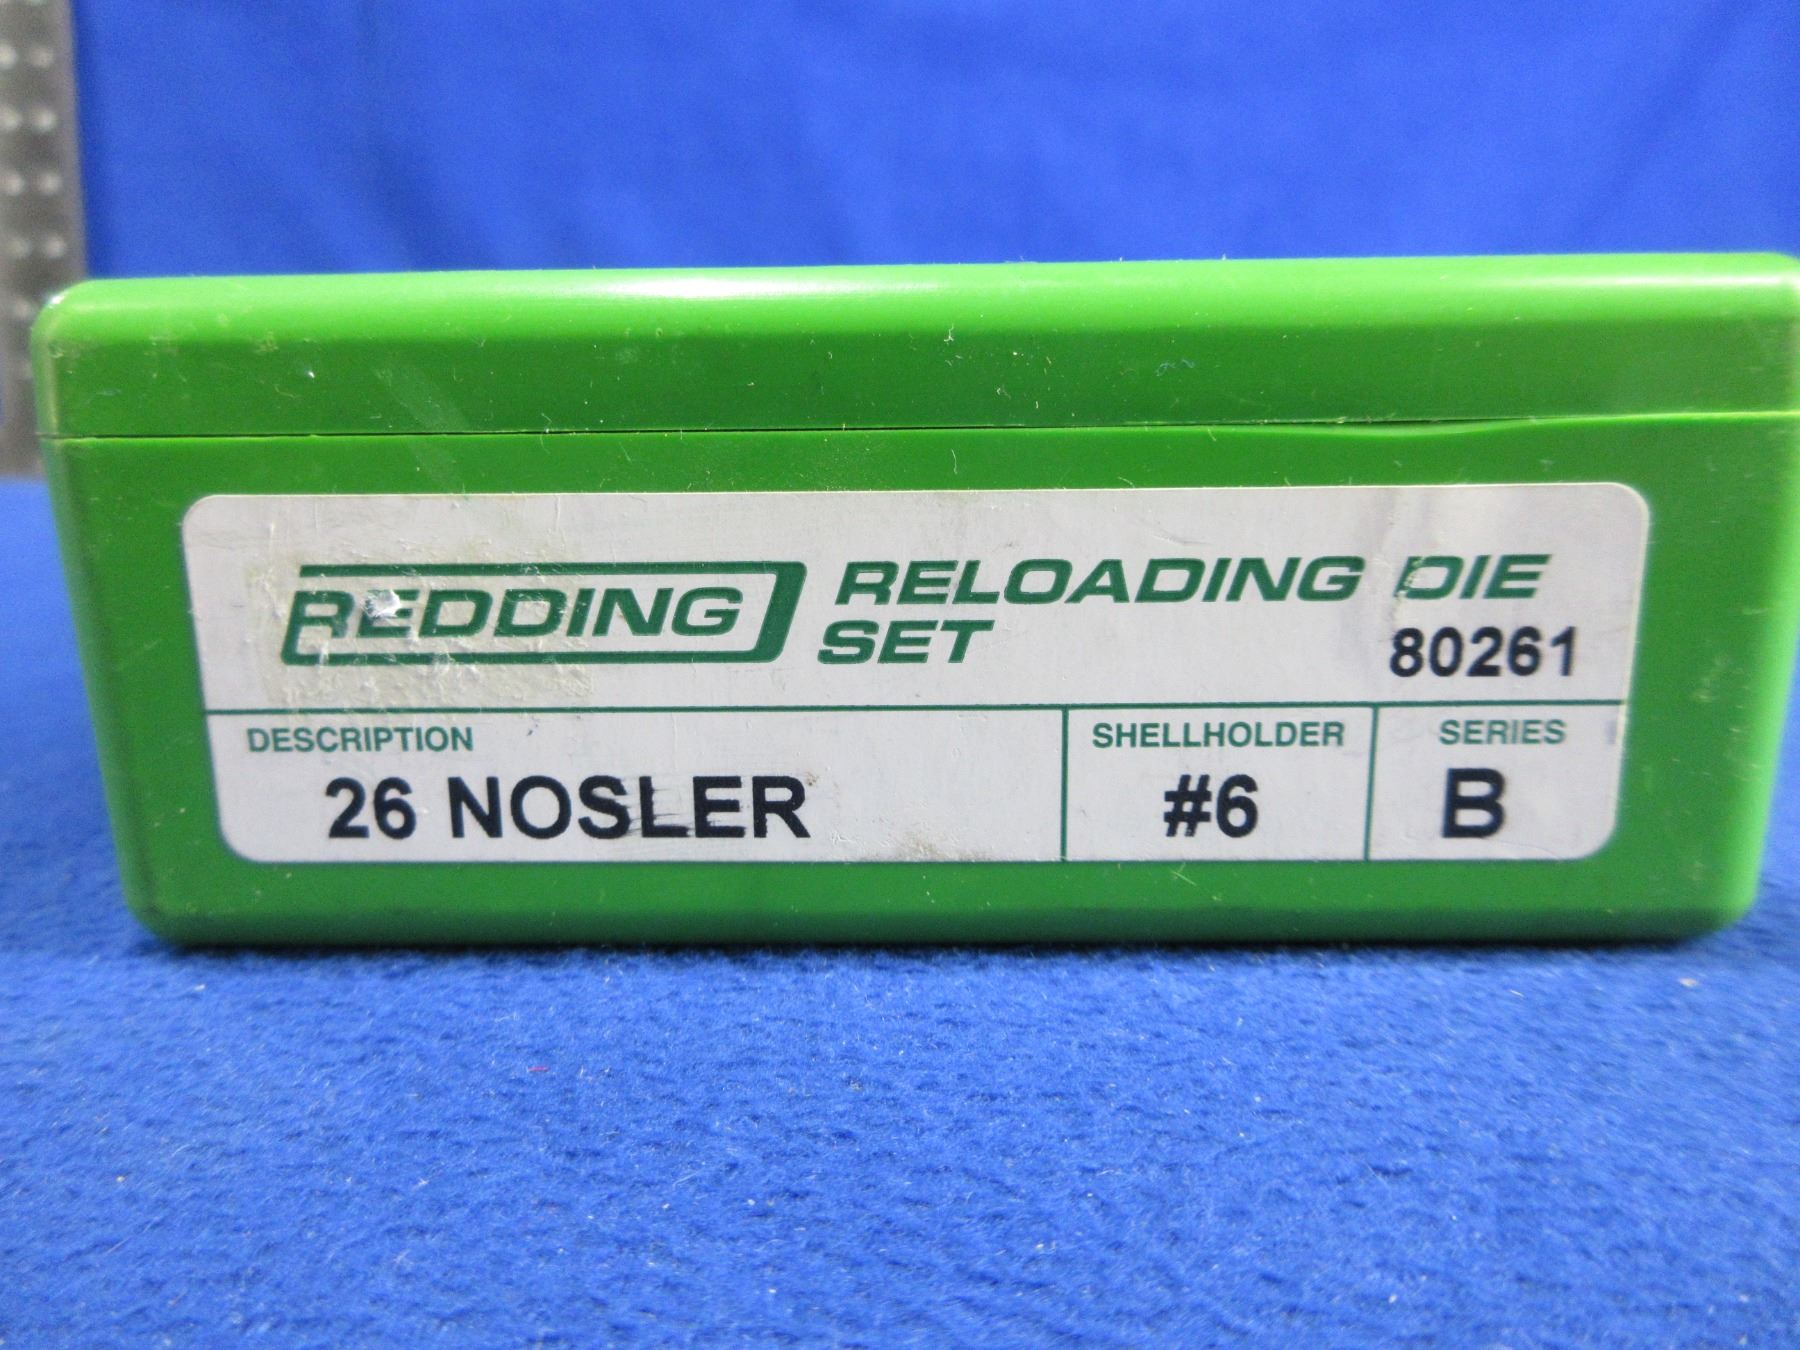 REDDING RELOADING DIE
SET
80261
DESCRIPTION SHELLHOLDER SERIES
26 NOSLER #6 B